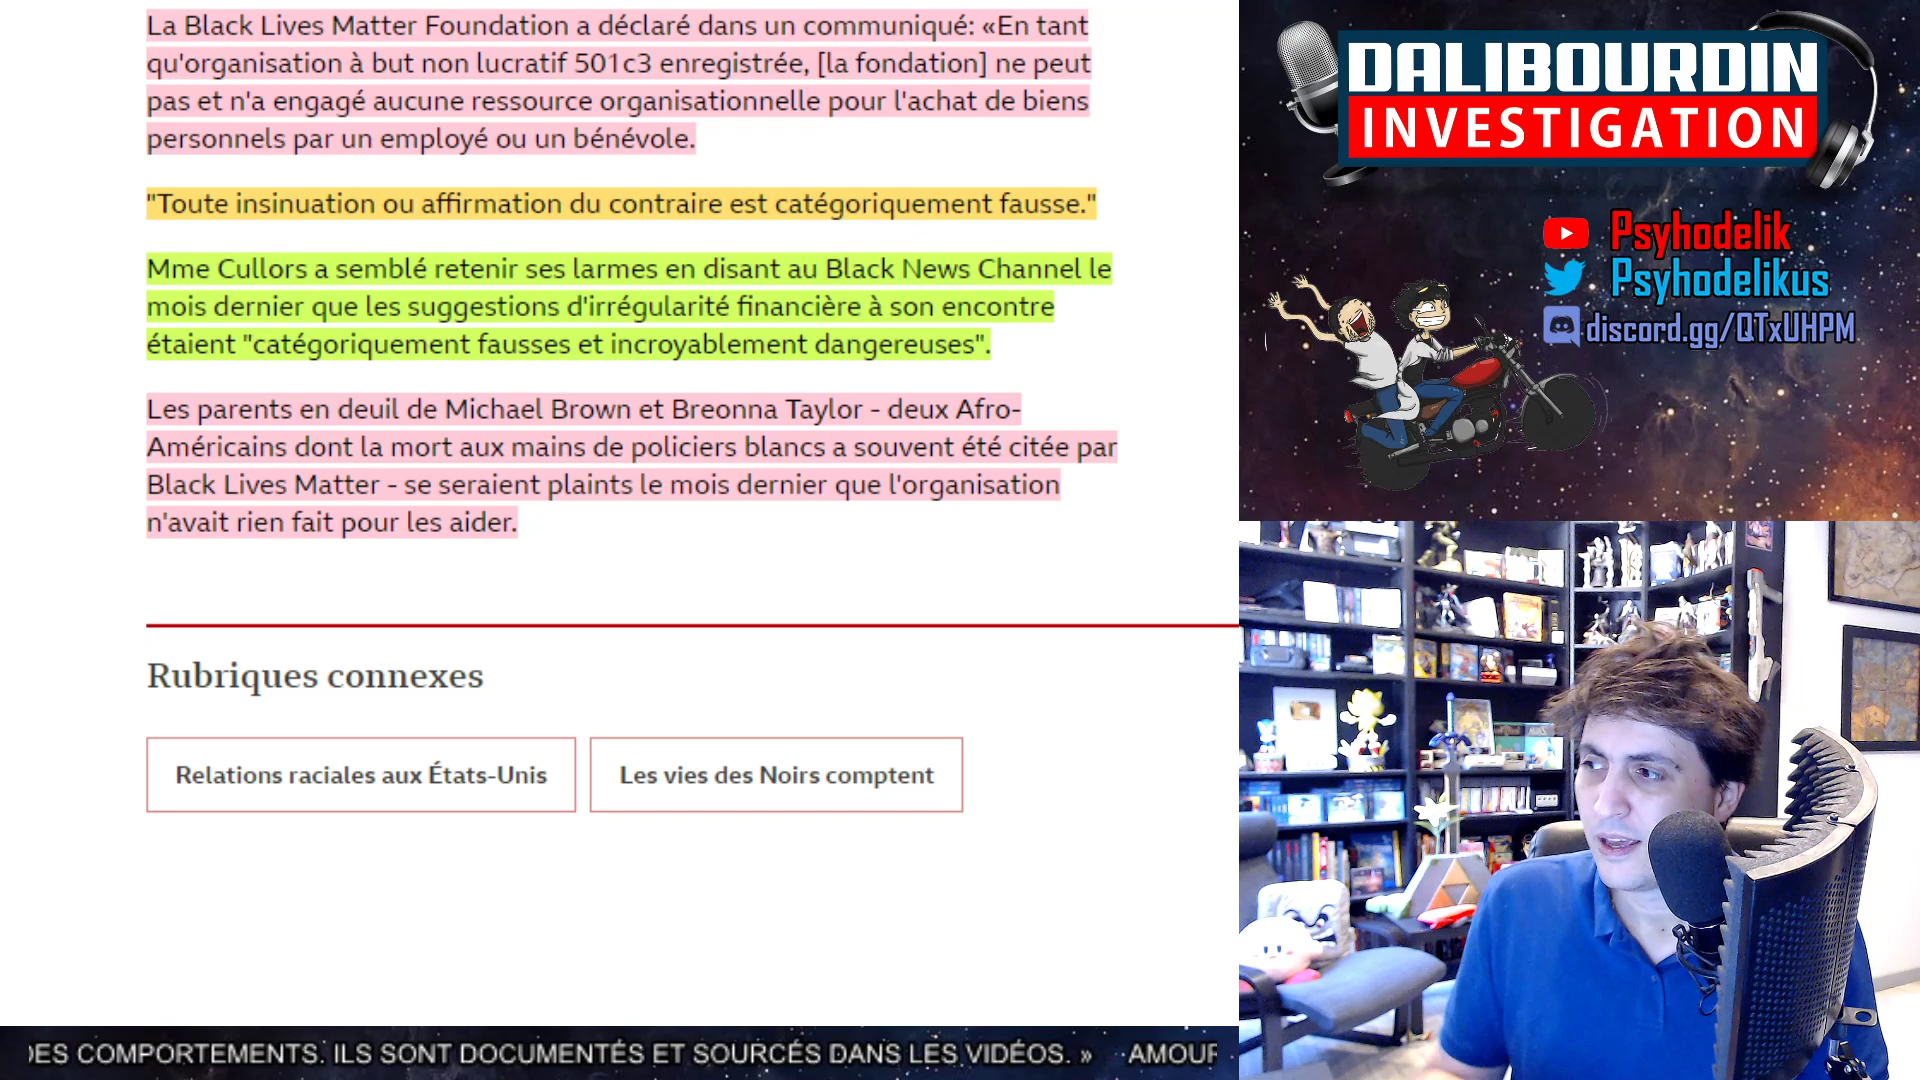 La Black Lives Matter Foundation a déclaré dans un communiqué: «En tant
qu'organisation à but non lucratif 501c3 enregistrée, [la fondation] ne peut
pas et n'a engagé aucune ressource organisationnelle pour l'achat de biens
personnels par un employé ou un bénévole.
"Toute insinuation ou affirmation du contraire est catégoriquement fausse."
Mme Cullors a semblé retenir ses larmes en disant au Black News Channel le
mois dernier que les suggestions d'irrégularité financière à son encontre
étaient "catégoriquement fausses et incroyablement dangereuses".
Les parents en deuil de Michael Brown et Breonna Taylor - deux Afro-
Américains dont la mort aux mains de policiers blancs a souvent été citée par
Black Lives Matter - se seraient plaints le mois dernier que l'organisation
n'avait rien fait pour les aider.
Rubriques connexes
Relations raciales aux États-Unis
Les vies des Noirs comptent
DALIBOURDIN
INVESTIGATION
Psyhodelik
Psyhodelikus
discord.gg/QTxUHPM
DES COMPORTEMENTS. ILS SONT DOCUMENTÉS ET SOURCÉS DANS LES VIDÉOS. » AMOUR